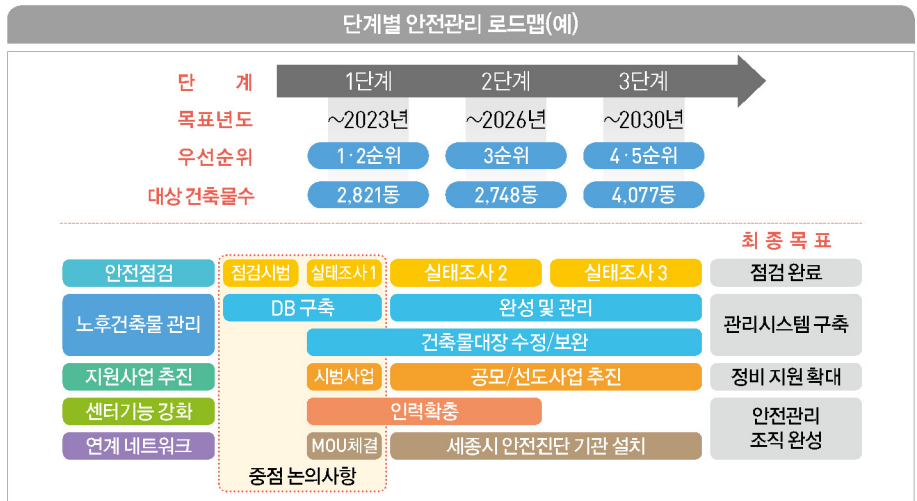 단계별 안전관리 로드맵(예)
단 계 1단계 2단계 3단계
목표년도 ~2023년 ~2026년 ~2030년
우선순위 1·2순위 3순위 4·5순위
대상 건축물수 2,821동 2,748동 4,077동
최종목표
안전점검 점검시범 실태조사 1 실태조사 2 실태조사 3 점검 완료
노후건축물 관리 DB 구축 완성 및 관리 관리시스템 구축
건축물대장 수정/보완
지원사업 추진 시범사업 공모/선도사업 추진 정비 지원 확대
센터기능 강화 인력확충 안전관리
조직 완성
연계 네트워크 MOU체결 세종시 안전진단 기관 설치
중점 논의사항